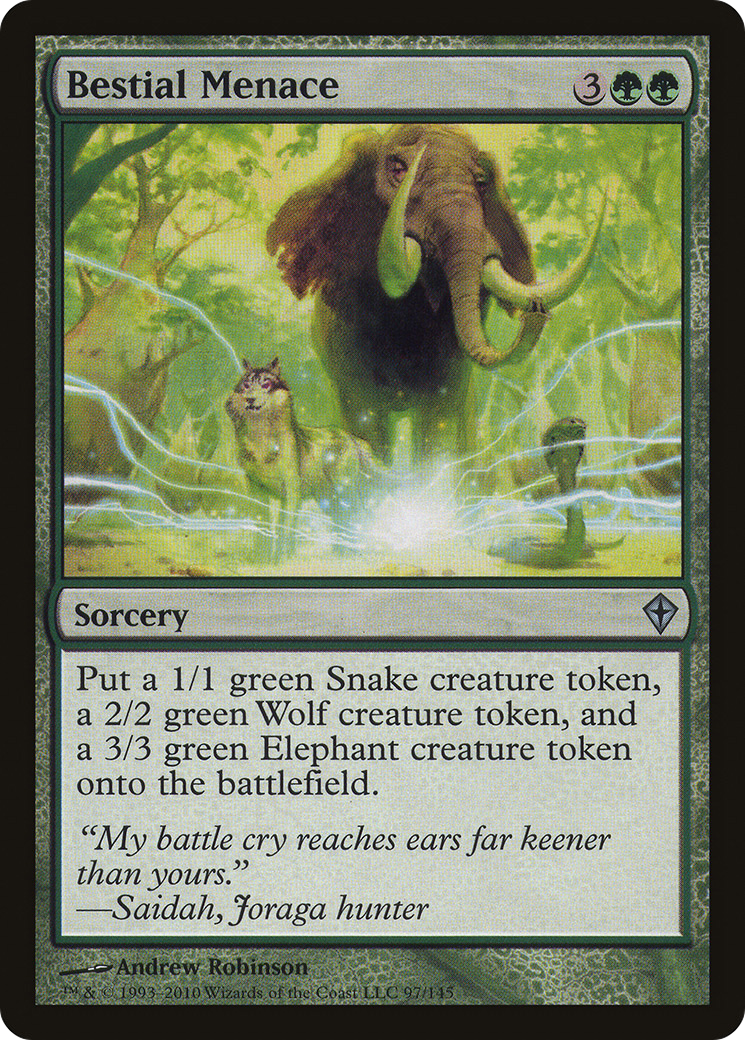 Bestial Menace 3
Sorcery
Put a 1/1 green Snake creature token,
a 2/2 green Wolf creature token, and
a 3/3 green Elephant creature token
onto the battlefield.
“My battle cry reaches ears far keener
than yours.”
—Saidah, Joraga hunter
Andrew Robinson
™ & © 1993–2010 Wizards of the Coast LLC 97/145